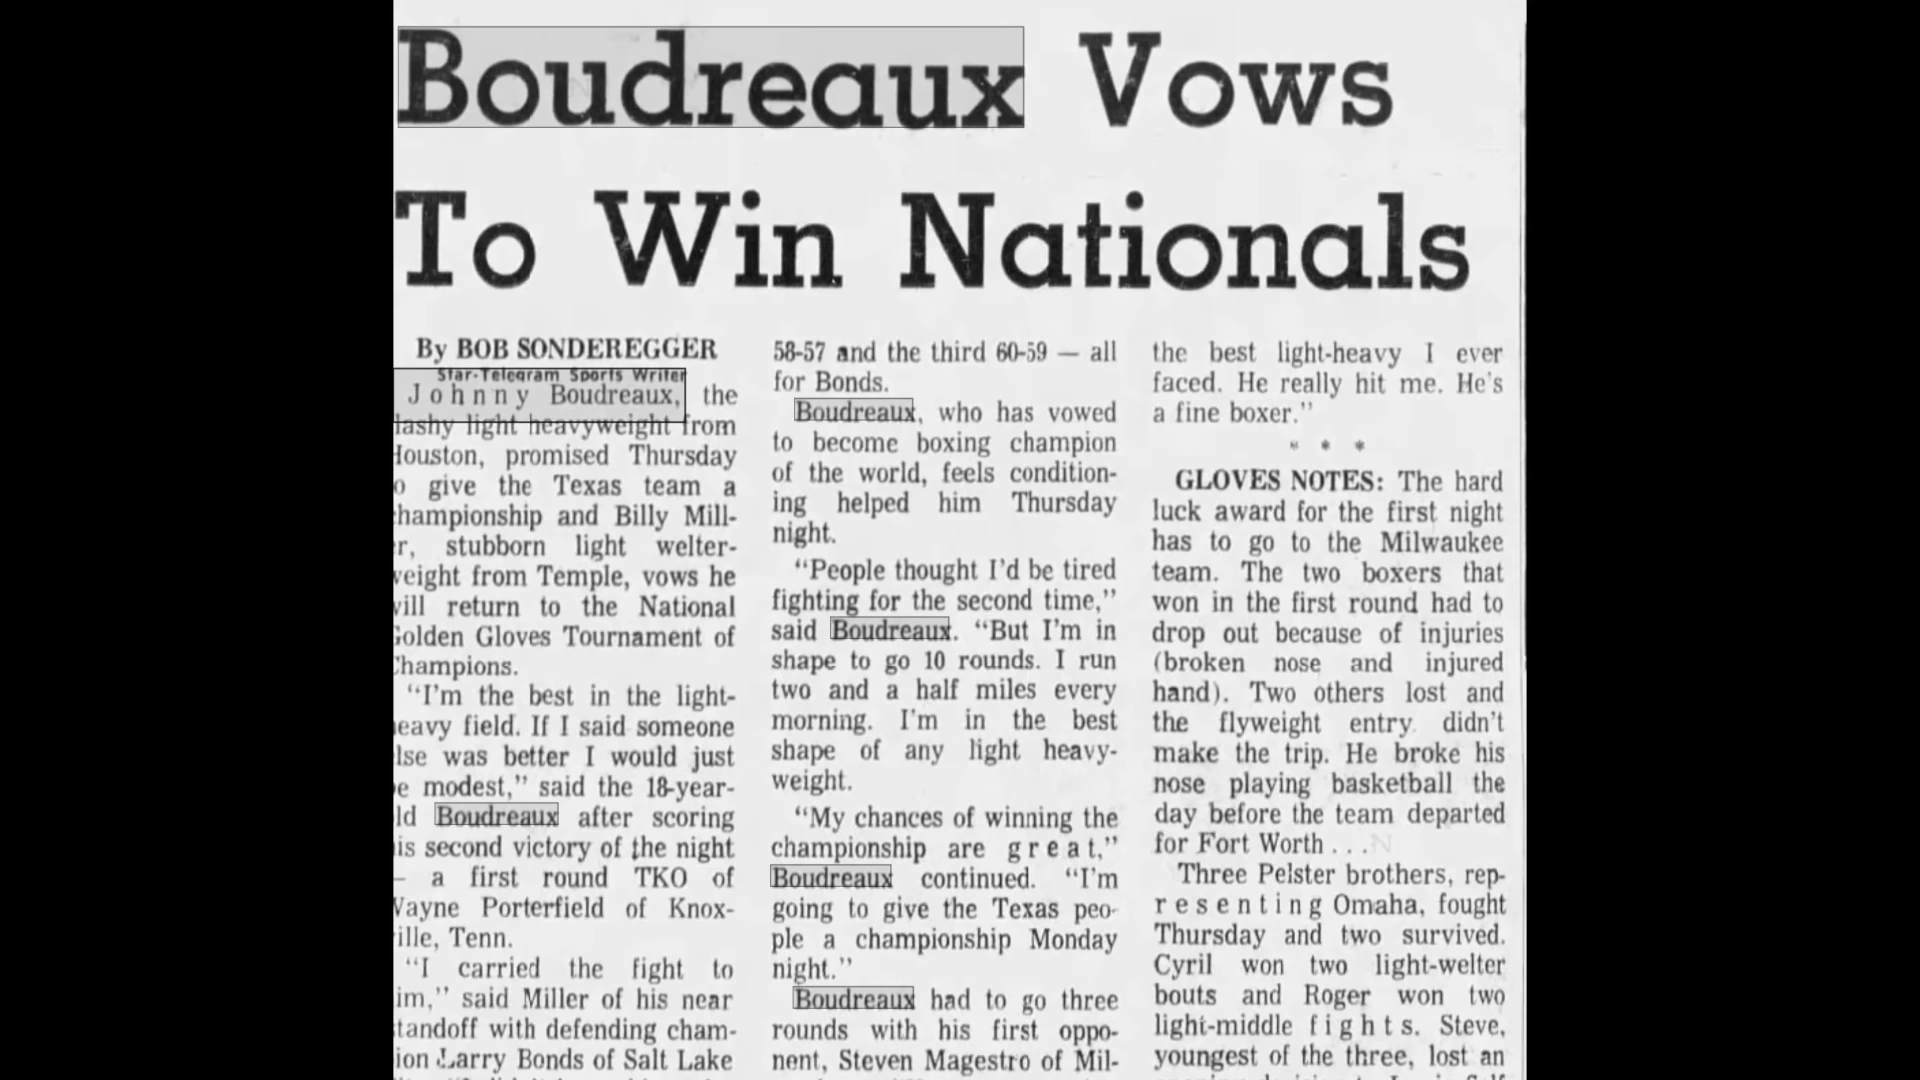 Boudreaux Vows
To Win Nationals
By BOB SONDEREGGER
Star-Telegram Sports Writer
Johnny Boudreaux, the
lashy light heavyweight from
Houston, promised Thursday
o give the Texas team a
hampionship and Billy Mill-
r, stubborn light welter-
weight from Temple, vows he
will return to the National
Golden Gloves Tournament of
Champions.
"I'm the best in the light-
eavy field. If I said someone
lse was better I would just
e modest," said the 18-year-
ld Boudreaux after scoring
is second victory of the night
— a first round TKO of
Wayne Porterfield of Knox-
ille, Tenn.
"I carried the fight to
im," said Miller of his near
tandoff with defending cham-
ion Larry Bonds of Salt Lake
58-57 and the third 60-59 — all
for Bonds.
Boudreaux, who has vowed
to become boxing champion
of the world, feels condition-
ing helped him Thursday
night.
"People thought I'd be tired
fighting for the second time,"
said Boudreaux. "But I'm in
shape to go 10 rounds. I run
two and a half miles every
morning. I'm in the best
shape of any light heavy-
weight.
"My chances of winning the
championship are great,"
Boudreaux continued. "I'm
going to give the Texas peo-
ple a championship Monday
night."
Boudreaux had to go three
rounds with his first oppo-
nent, Steven Magestro of Mil-
the best light-heavy I ever
faced. He really hit me. He's
a fine boxer."
* * *
GLOVES NOTES: The hard
luck award for the first night
has to go to the Milwaukee
team. The two boxers that
won in the first round had to
drop out because of injuries
(broken nose and injured
hand). Two others lost and
the flyweight entry didn't
make the trip. He broke his
nose playing basketball the
day before the team departed
for Fort Worth . . .
Three Pelster brothers, rep-
resenting Omaha, fought
Thursday and two survived.
Cyril won two light-welter
bouts and Roger won two
light-middle fights. Steve,
youngest of the three, lost an